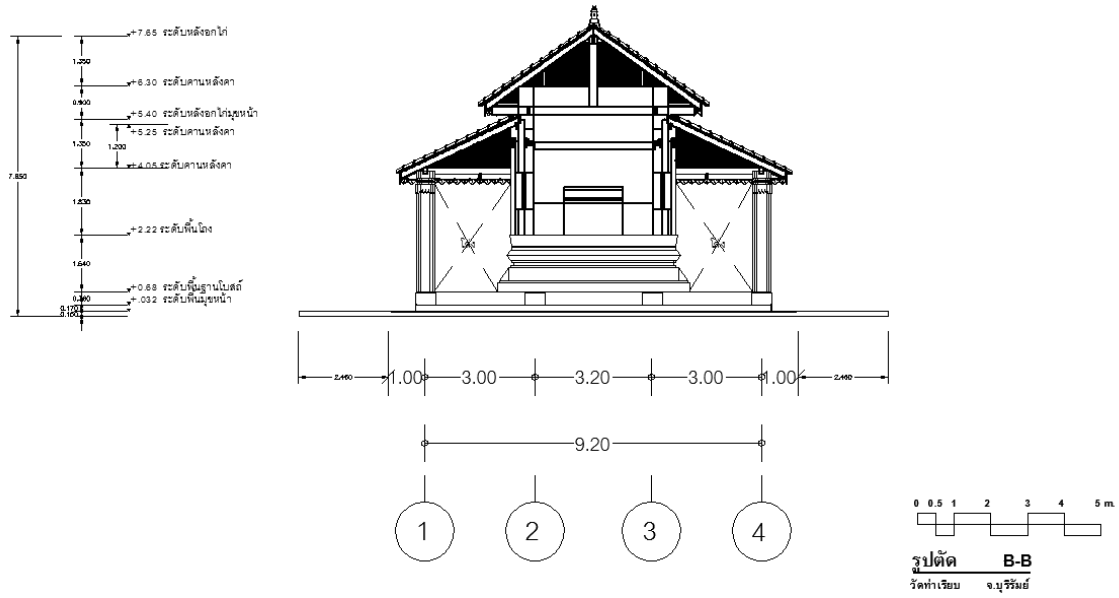 +7.65 ระดับหลังอกไก่
1.350
+6.30 ระดับคานหลังคา
0.900
+5.40 ระดับหลังอกไก่มุขหน้า
+5.25 ระดับคานหลังคา
1.350
1.200
+4.05 ระดับคานหลังคา
7.850
1.830
+2.22 ระดับพื้นโถง
1.640
+0.68 ระดับพื้นฐานโบสถ์
+.032 ระดับพื้นมุขหน้า
0.170
0.150
โถง
โถง
2.460 1.00 3.00 3.20 3.00 1.00 2.460
9.20
1 2 3 4
0 0.5 1 2 3 4 5 m.
รูปตัด B-B
วัดท่าเรียบ จ.บุรีรัมย์